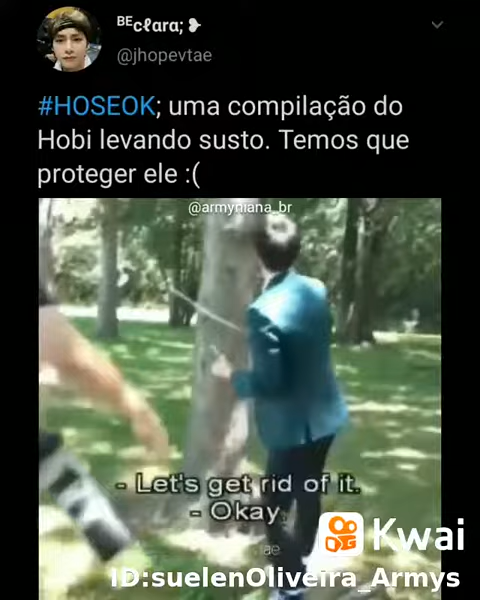 ᴮᴱcℓαrα; ❥
@jhopevtae
#HOSEOK; uma compilação do
Hobi levando susto. Temos que
proteger ele :(
@armyniana_br
- Let's get rid of it.
- Okay.
Kwai
ID:suelenOliveira_Armys